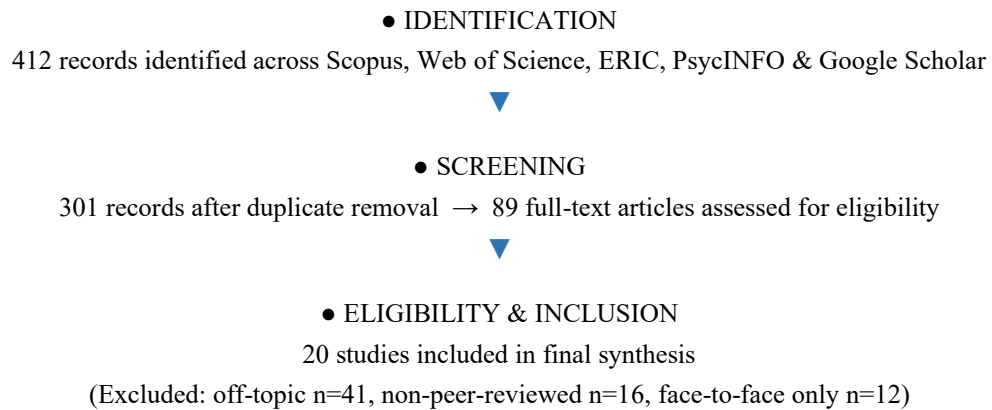 ● IDENTIFICATION
412 records identified across Scopus, Web of Science, ERIC, PsycINFO & Google Scholar
● SCREENING
301 records after duplicate removal → 89 full-text articles assessed for eligibility
● ELIGIBILITY & INCLUSION
20 studies included in final synthesis
(Excluded: off-topic n=41, non-peer-reviewed n=16, face-to-face only n=12)